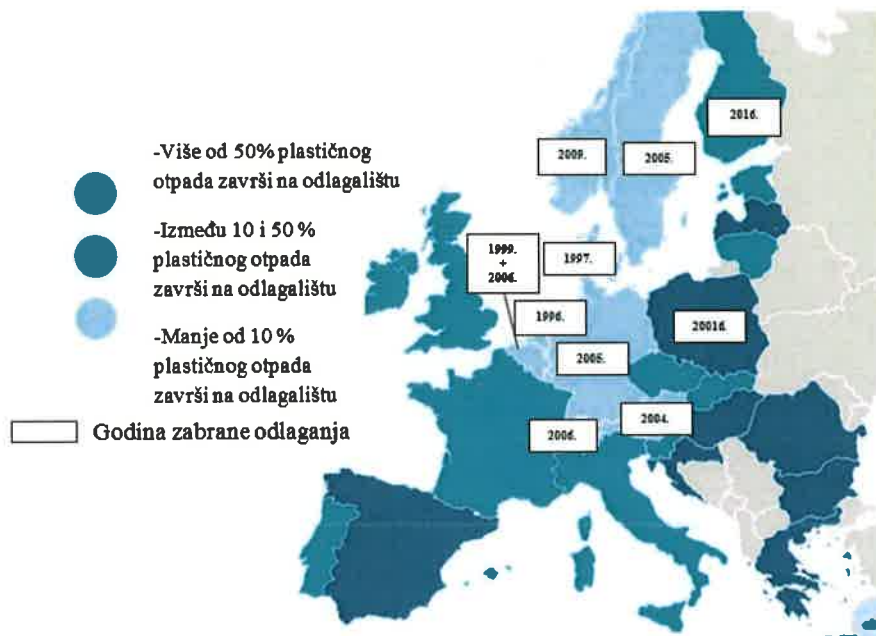 -Više od 50% plastičnog
otpada završi na odlagalištu
-Između 10 i 50 %
plastičnog otpada
završi na odlagalištu
-Manje od 10 %
plastičnog otpada
završi na odlagalištu
Godina zabrane odlaganja
2016.
2009.
2005.
1999.
+
2006.
1997.
1996.
20016.
2005.
2004.
2006.